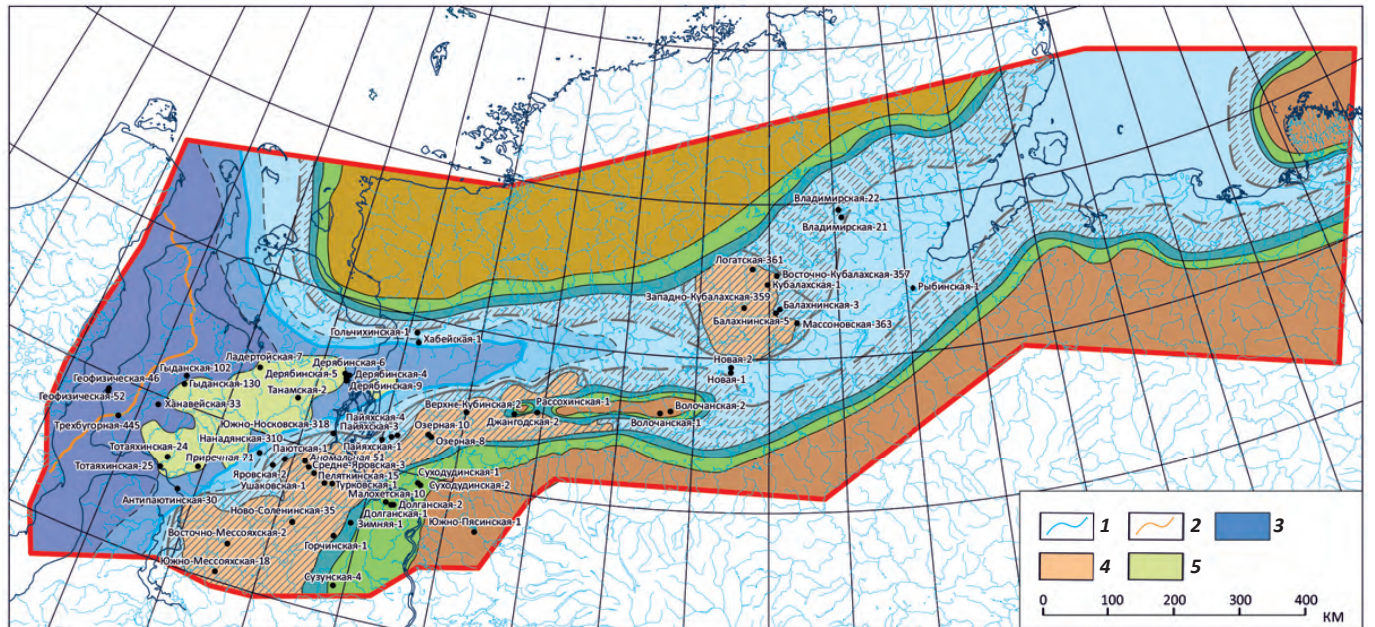 Владимирская-22
Владимирская-21
Логатская-361
Восточно-Кубалахская-357
Кубалахская-1
Рыбинская-1
Западно-Кубалахская-359
Балахнинская-3
Балахнинская-5
Массоновская-363
Гольчихинская-1
Хабейская-1
Новая-2
Новая-1
Ладертойская-7
Дерябинская-6
Гыданская-102
Дерябинская-5
Дерябинская-4
Геофизическая-46
Гыданская-130
Дерябинская-9
Геофизическая-52
Танамская-2
Ханавейская-33
Верхне-Кубинская-2
Рассохинская-1
Волочанская-2
Трехбугорная-445
Южно-Носковская-318
Пайяхская-4
Джангодская-2
Волочанская-1
Пайяхская-3
Озерная-10
Тотаяхинская-24
Нанадянская-310
Пайяхская-1
Озерная-8
Паютская-1
Аномальная-51
Тотаяхинская-25
Приречная-71
Яровская-2
Средне-Яровская-3
Суходудинская-1
Ушаковская-1
Пеляткинская-15
Турковская-1
Суходудинская-2
Антипаютинская-30
Малохетская-10
Долганская-2
Ново-Соленинская-35
Долганская-1
Восточно-Мессояхская-2
Зимняя-1
Южно-Пясинская-1
Горчинская-1
Южно-Мессояхская-18
Сузунская-4
1
2
3
4
5
0 100 200 300 400
КМ